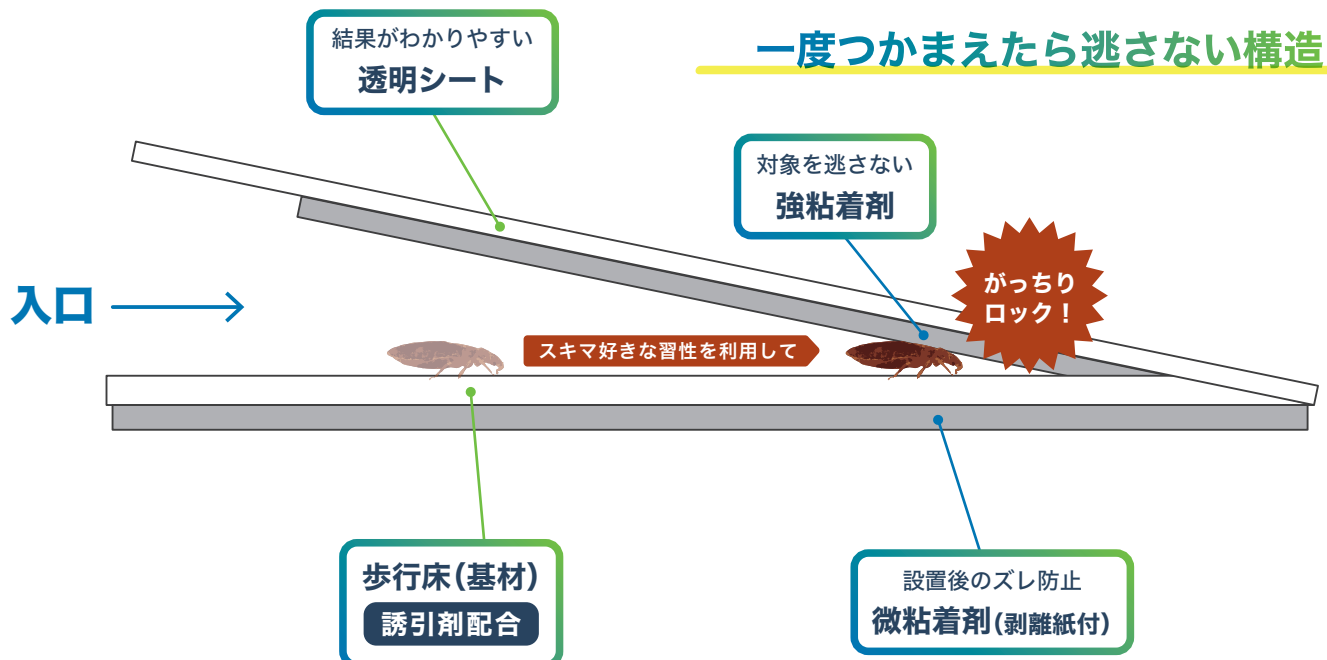 一度つかまえたら逃さない構造
結果がわかりやすい
透明シート
対象を逃さない
強粘着剤
がっちり
ロック！
入口
スキマ好きな習性を利用して
歩行床(基材)
誘引剤配合
設置後のズレ防止
微粘着剤(剥離紙付)